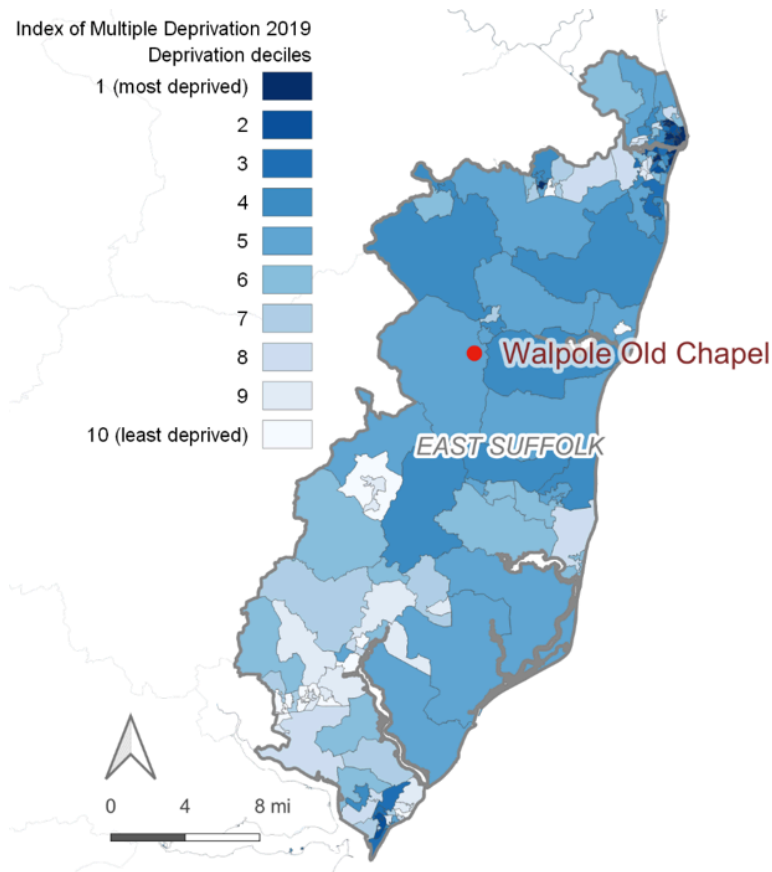 Index of Multiple Deprivation 2019
Deprivation deciles
1 (most deprived)
2
3
4
5
6
7
8
9
10 (least deprived)
Walpole Old Chapel
EAST SUFFOLK
0 4 8 mi